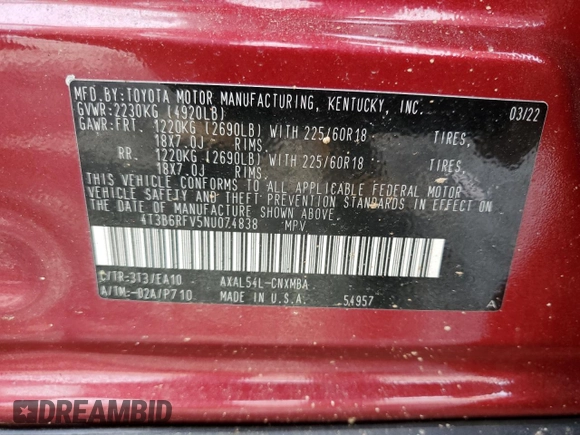 MFD.BY:TOYOTA MOTOR MANUFACTURING, KENTUCKY, INC.
GVWR:2230KG (4920LB) 03/22
GAWR:FRT. 1220KG (2690LB) WITH 225/60R18 TIRES,
18X7.0J RIMS.
RR. 1220KG (2690LB) WITH 225/60R18 TIRES,
18X7.0J RIMS.
THIS VEHICLE CONFORMS TO ALL APPLICABLE FEDERAL MOTOR
VEHICLE SAFETY AND THEFT PREVENTION STANDARDS IN EFFECT ON
THE DATE OF MANUFACTURE SHOWN ABOVE.
4T3B6RFV5NU074838 MPV
C/TR:3T3/EA10 AXAL54L-CNXMBA
A/TM:-02A/P710 MADE IN U.S.A. 54957 A
DREAMBID